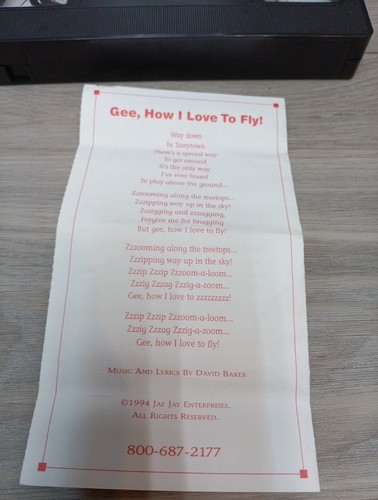 Gee, How I Love To Fly!
Way down
In Tarrytown
There's a special way
To get around
It's the only way
I've ever found
To play above the ground...
Zzzooming along the treetops...
Zzzipping way up in the sky!
Zzzigging and zzzagging,
Forgive me for bragging
But gee, how I love to fly!
Zzzooming along the treetops...
Zzzipping way up in the sky!
Zzzip Zzzip Zzzoom-a-loom...
Zzzig Zzzag Zzzig-a-zoom...
Gee, how I love to zzzzzzzzz!
Zzzip Zzzip Zzzoom-a-loom...
Zzzig Zzzag Zzzig-a-zoom...
Gee, how I love to fly!
Music And Lyrics By David Baker
©1994 Jay Jay Enterprises.
All Rights Reserved.
800-687-2177